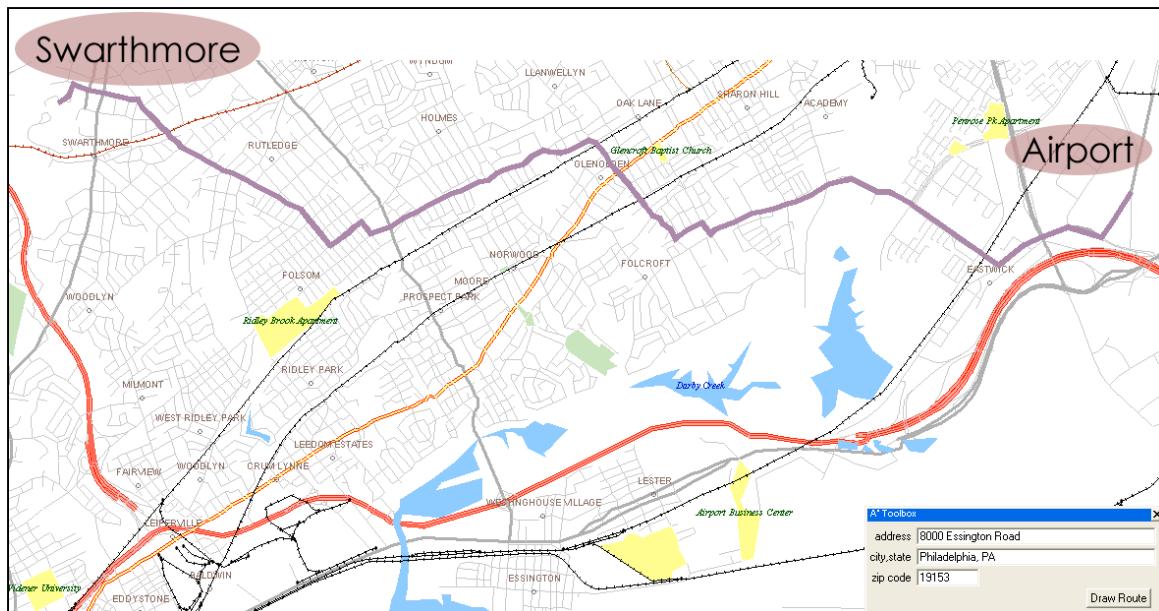 Swarthmore
WYNDOM
LLANWELLYN
OAK LANE
SHARON HILL
ACADEMY
HOLMES
Penrose Pk Apartment
SWARTHMORE
RUTLEDGE
Glencroft Baptist Church
Airport
GLENOLDEN
NORWOOD
FOLCROFT
EASTWICK
FOLSOM
MOORE
WOODLYN
PROSPECT PARK
Ridley Brook Apartment
RIDLEY PARK
MILMONT
Darby Creek
WEST RIDLEY PARK
LEEDOM ESTATES
FAIRVIEW
WOODLYN
CRUM LYNNE
LESTER
WESTINGHOUSE VILLAGE
Airport Business Center
LEIPERVILLE
A* Toolbox
address 8000 Essington Road
city,state Philadelphia, PA
zip code 19153
Draw Route
BALDWIN
ESSINGTON
Widener University
EDDYSTONE